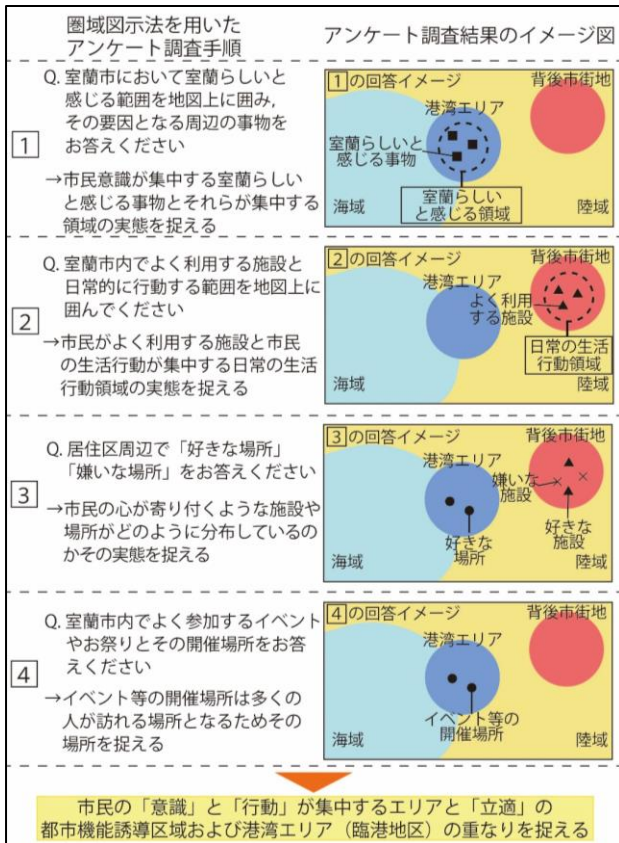 圏域図示法を用いた
アンケート調査手順
アンケート調査結果のイメージ図
1
Q. 室蘭市において室蘭らしいと
感じる範囲を地図上に囲み,
その要因となる周辺の事物を
お答えください
→市民意識が集中する室蘭らしい
と感じる事物とそれらが集中する
領域の実態を捉える
1の回答イメージ
背後市街地
港湾エリア
室蘭らしいと
感じる事物
室蘭らしい
と感じる領域
海域
陸域
2
Q. 室蘭市内でよく利用する施設と
日常的に行動する範囲を地図上に
囲んでください
→市民がよく利用する施設と市民
の生活行動が集中する日常の生活
行動領域の実態を捉える
2の回答イメージ
背後市街地
港湾エリア
よく利用
する施設
日常の生活
行動領域
海域
陸域
3
Q. 居住区周辺で「好きな場所」
「嫌いな場所」をお答えください
→市民の心が寄り付くような施設や
場所がどのように分布しているの
かその実態を捉える
3の回答イメージ
背後市街地
港湾エリア
嫌いな
施設
好きな
場所
好きな
施設
海域
陸域
4
Q. 室蘭市内でよく参加するイベント
やお祭りとその開催場所をお答
えください
→イベント等の開催場所は多くの
人が訪れる場所となるためその
場所を捉える
4の回答イメージ
背後市街地
港湾エリア
イベント等の
開催場所
海域
陸域
市民の「意識」と「行動」が集中するエリアと「立適」の
都市機能誘導区域および港湾エリア（臨港地区）の重なりを捉える